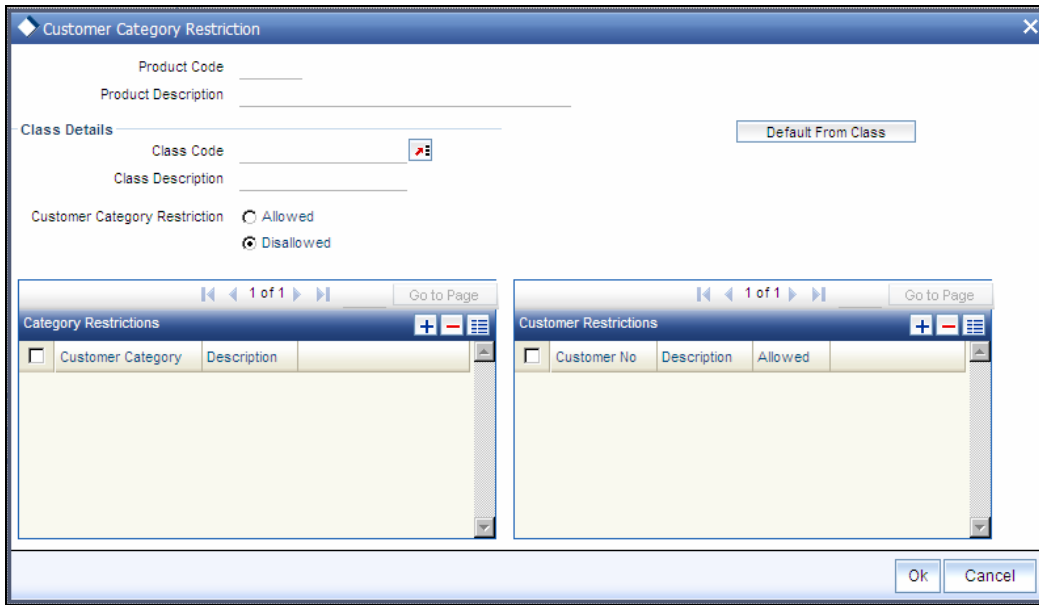 Customer Category Restriction
Product Code
Product Description
Class Details
Default From Class
Class Code
Class Description
Customer Category Restriction
Allowed
Disallowed
1 of 1
Go to Page
1 of 1
Go to Page
Category Restrictions
Customer Restrictions
Customer Category Description
Customer No Description Allowed
Ok
Cancel